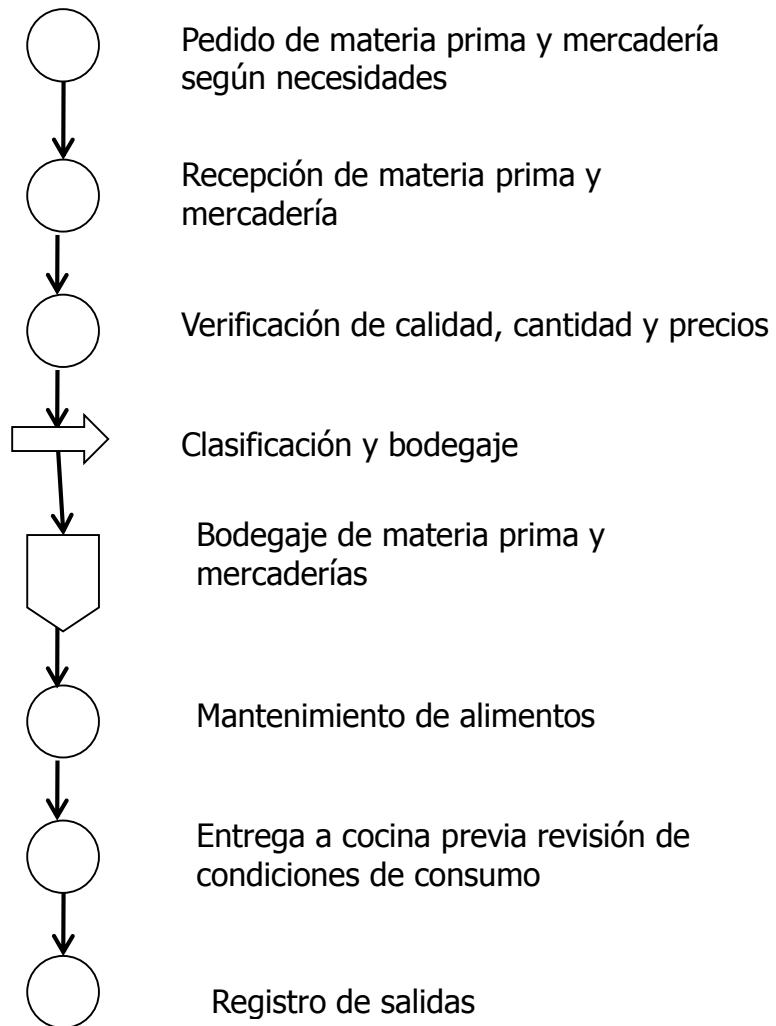 Pedido de materia prima y mercadería
según necesidades
Recepción de materia prima y
mercadería
Verificación de calidad, cantidad y precios
Clasificación y bodegaje
Bodegaje de materia prima y
mercaderías
Mantenimiento de alimentos
Entrega a cocina previa revisión de
condiciones de consumo
Registro de salidas